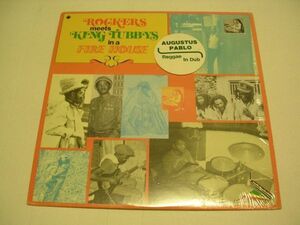 ROCKERS
meets
KING TUBBYS
in a
FIRE HOUSE
AUGUSTUS
PABLO
Reggae
In Dub